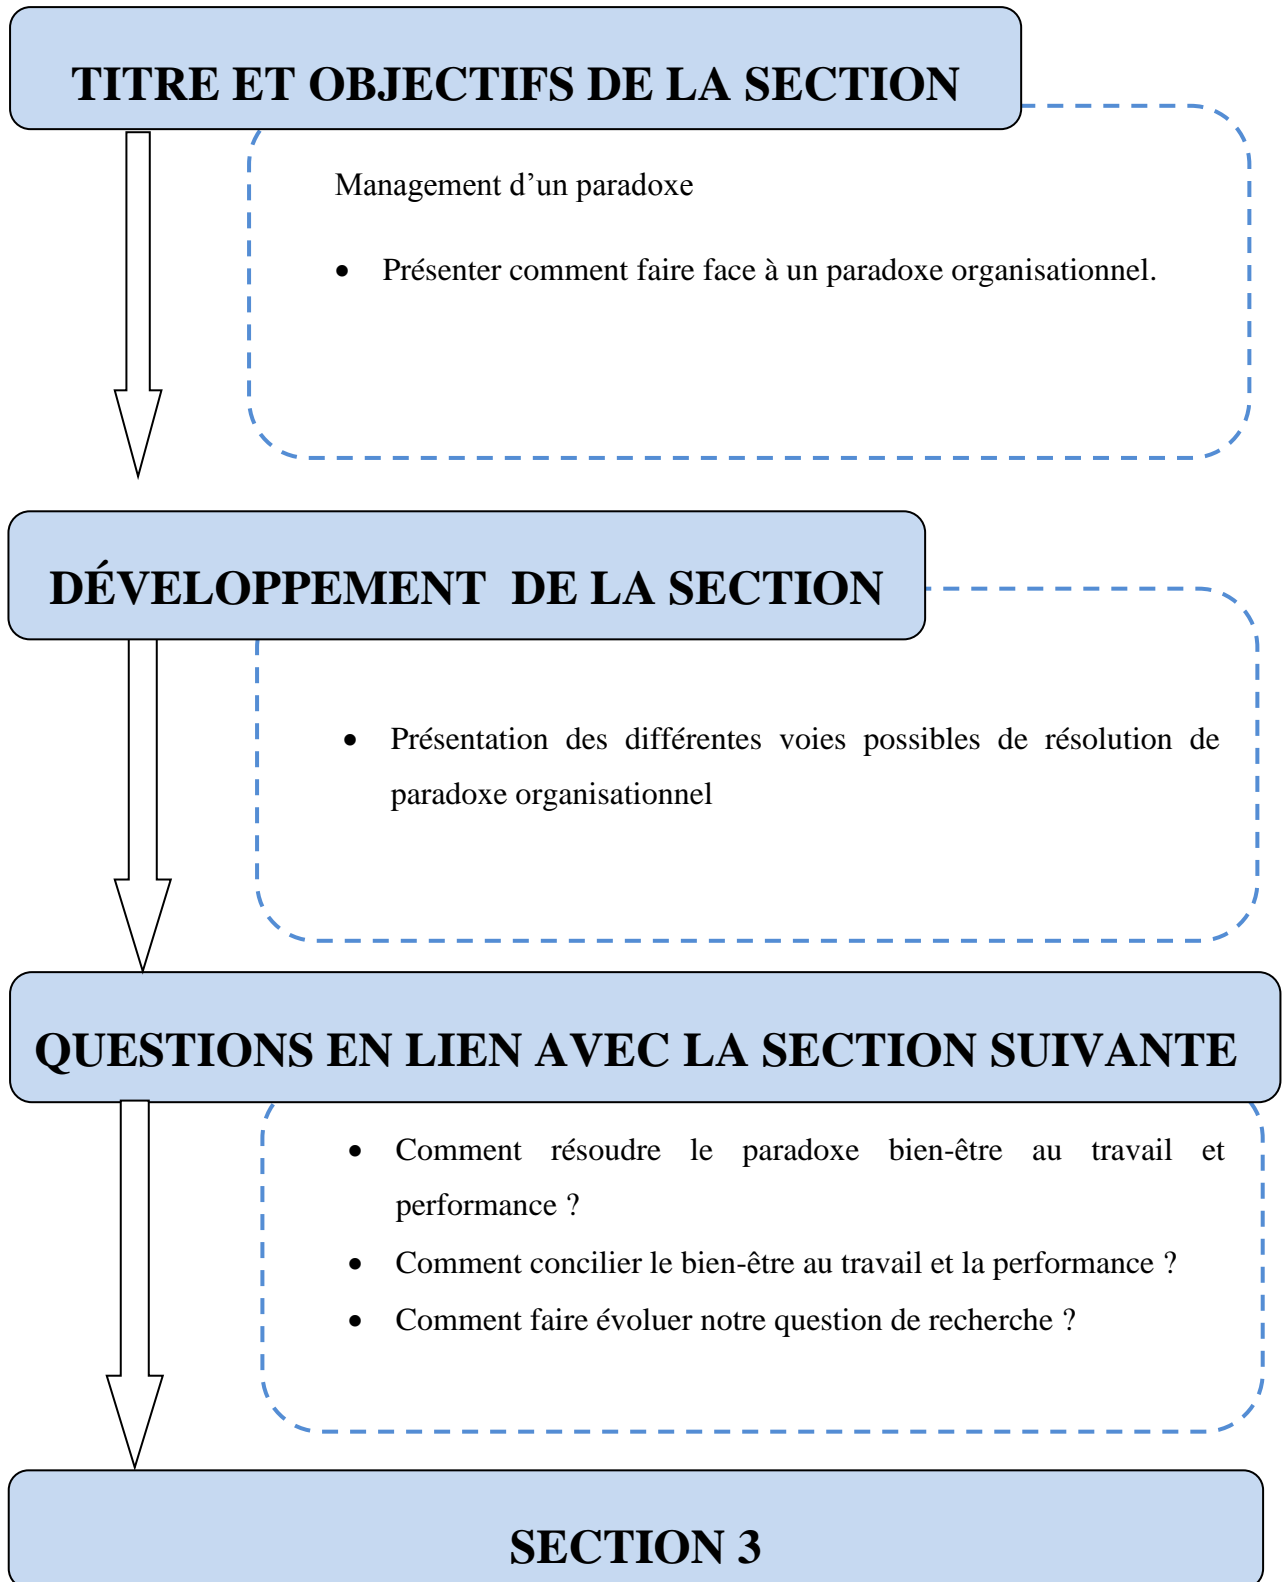 TITRE ET OBJECTIFS DE LA SECTION
Management d’un paradoxe
• Présenter comment faire face à un paradoxe organisationnel.
DÉVELOPPEMENT DE LA SECTION
• Présentation des différentes voies possibles de résolution de
paradoxe organisationnel
QUESTIONS EN LIEN AVEC LA SECTION SUIVANTE
• Comment résoudre le paradoxe bien-être au travail et
performance ?
• Comment concilier le bien-être au travail et la performance ?
• Comment faire évoluer notre question de recherche ?
SECTION 3